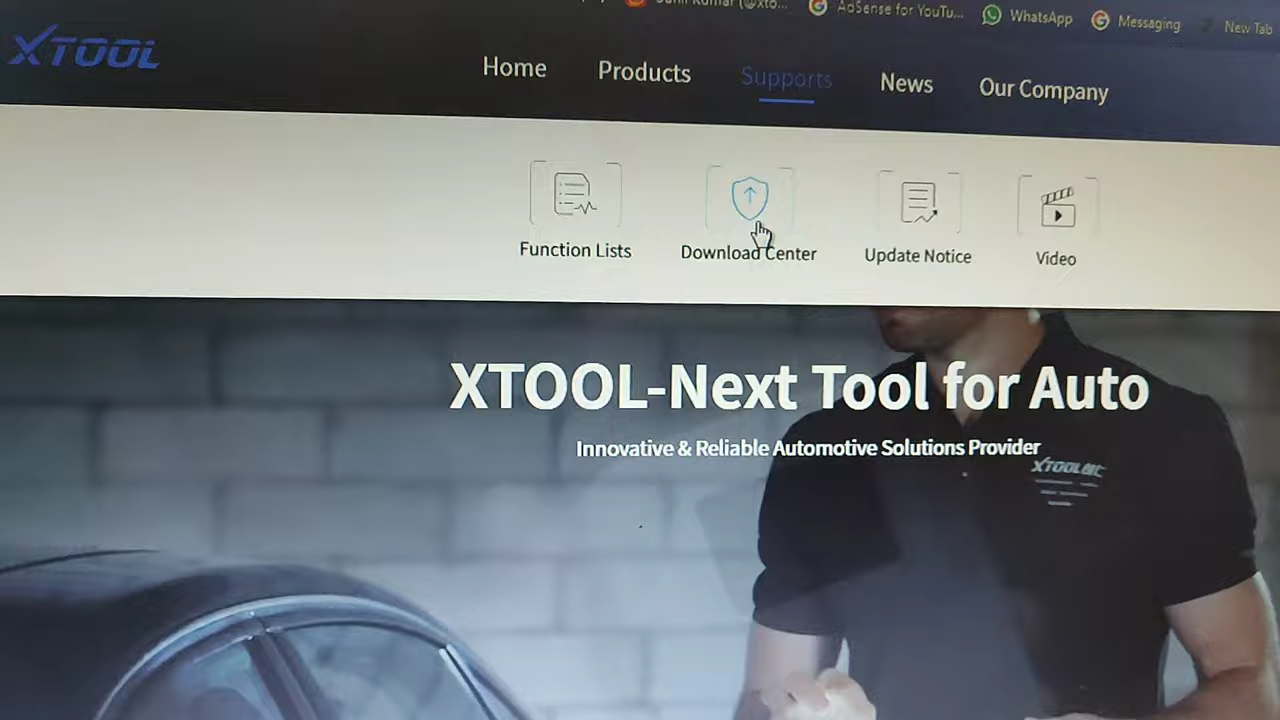 AdSense for YouTu...
WhatsApp
Messaging
New Tab
XTOOL
Home
Products
Supports
News
Our Company
Function Lists
Download Center
Update Notice
Video
XTOOL-Next Tool for Auto
Innovative & Reliable Automotive Solutions Provider